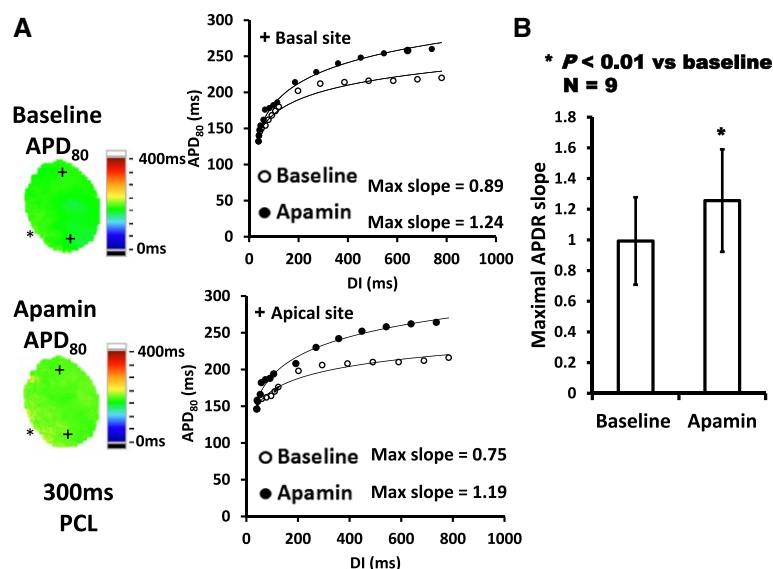 A
Baseline
APD80
400ms
0ms
+
+
*
Apamin
APD80
400ms
0ms
+
+
*
300ms
PCL
300
250
200
150
100
50
0
APD80 (ms)
+ Basal site
○ Baseline
● Apamin
Max slope = 0.89
Max slope = 1.24
0 200 400 600 800 1000
DI (ms)
300
250
200
150
100
50
0
APD80 (ms)
+ Apical site
○ Baseline
● Apamin
Max slope = 0.75
Max slope = 1.19
0 200 400 600 800 1000
DI (ms)
B
* P < 0.01 vs baseline
N = 9
1.8
1.6
1.4
1.2
1
0.8
0.6
0.4
0.2
0
Maximal APDR slope
*
Baseline Apamin